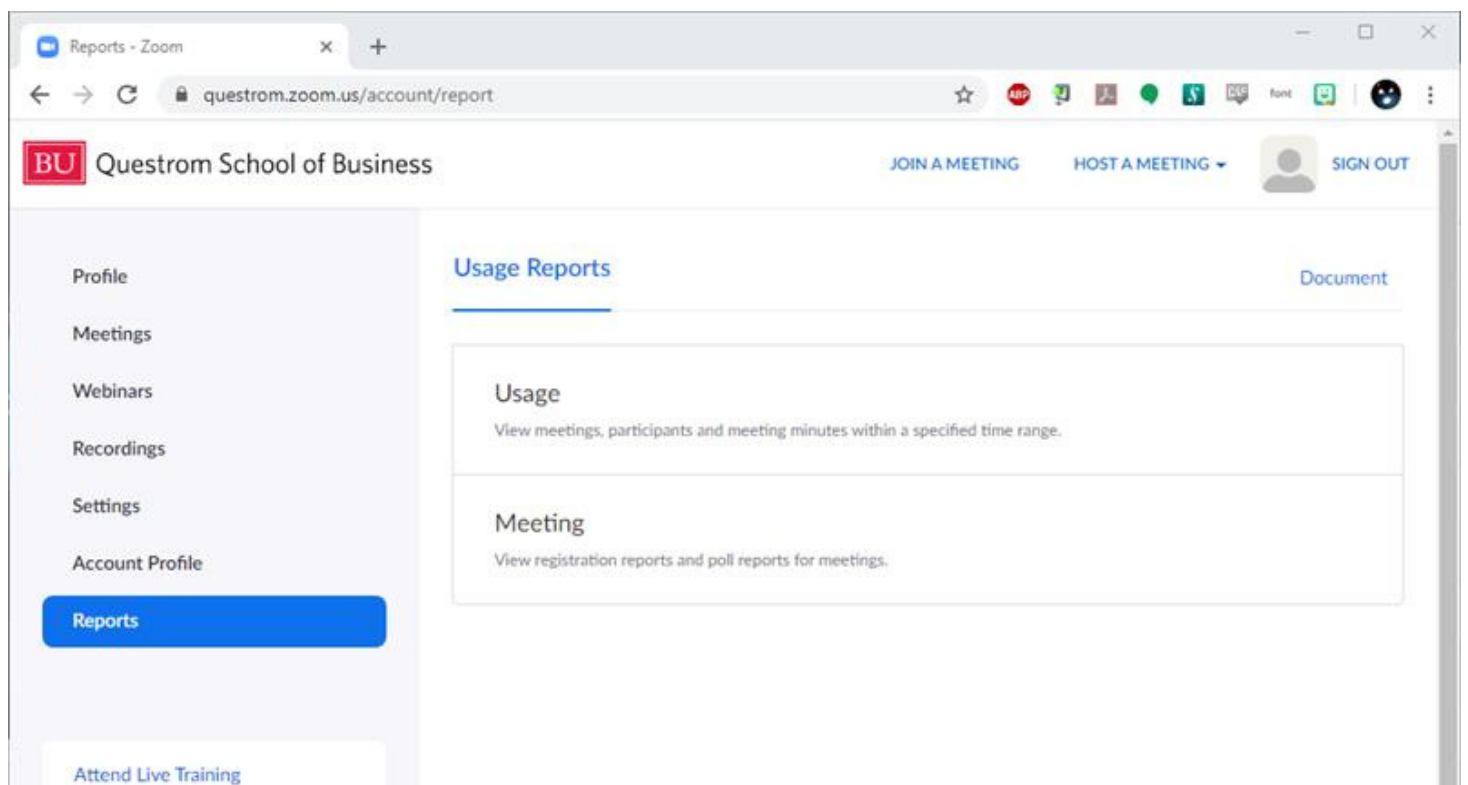 Reports - Zoom
questrom.zoom.us/account/report
ABP
font
BU Questrom School of Business
JOIN A MEETING
HOST A MEETING
SIGN OUT
Profile
Meetings
Webinars
Recordings
Settings
Account Profile
Reports
Attend Live Training
Usage Reports
Document
Usage
View meetings, participants and meeting minutes within a specified time range.
Meeting
View registration reports and poll reports for meetings.